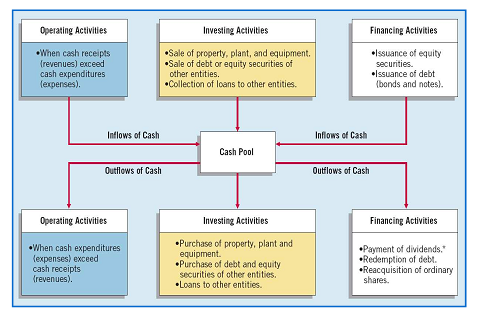 Operating Activities
•When cash receipts
(revenues) exceed
cash expenditures
(expenses).
Investing Activities
•Sale of property, plant, and equipment.
•Sale of debt or equity securities of
other entities.
•Collection of loans to other entities.
Financing Activities
•Issuance of equity
securities.
•Issuance of debt
(bonds and notes).
Inflows of Cash
Inflows of Cash
Cash Pool
Outflows of Cash
Outflows of Cash
Operating Activities
•When cash expenditures
(expenses) exceed
cash receipts
(revenues).
Investing Activities
•Purchase of property, plant and
equipment.
•Purchase of debt and equity
securities of other entities.
•Loans to other entities.
Financing Activities
•Payment of dividends.*
•Redemption of debt.
•Reacquisition of ordinary
shares.